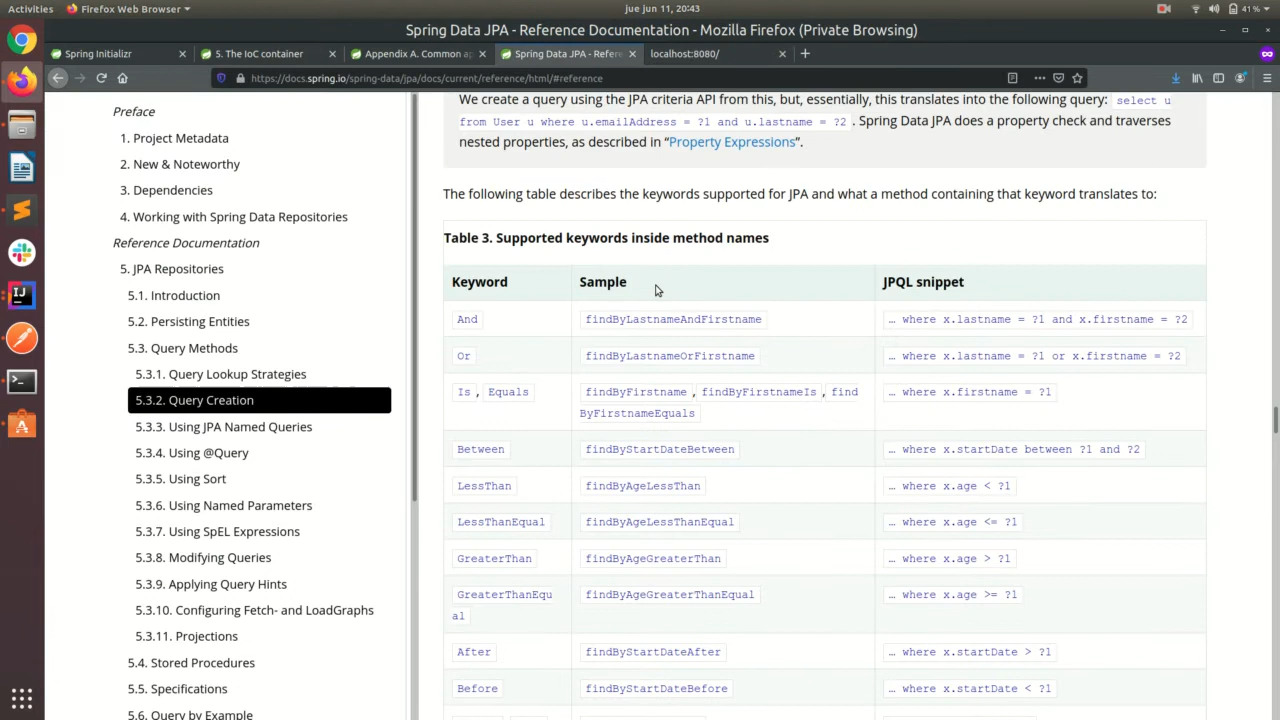 Activities
Firefox Web Browser
jue Jun 11, 20:43
41 %
Spring Data JPA - Reference Documentation - Mozilla Firefox (Private Browsing)
Spring Initializr
5. The IoC container
Appendix A. Common ap
Spring Data JPA - Refere
localhost:8080/
https://docs.spring.io/spring-data/jpa/docs/current/reference/html/#reference
Preface
1. Project Metadata
2. New & Noteworthy
3. Dependencies
4. Working with Spring Data Repositories
Reference Documentation
5. JPA Repositories
5.1. Introduction
5.2. Persisting Entities
5.3. Query Methods
5.3.1. Query Lookup Strategies
5.3.2. Query Creation
5.3.3. Using JPA Named Queries
5.3.4. Using @Query
5.3.5. Using Sort
5.3.6. Using Named Parameters
5.3.7. Using SpEL Expressions
5.3.8. Modifying Queries
5.3.9. Applying Query Hints
5.3.10. Configuring Fetch- and LoadGraphs
5.3.11. Projections
5.4. Stored Procedures
5.5. Specifications
5.6. Query by Example
We create a query using the JPA criteria API from this, but, essentially, this translates into the following query: select u
from User u where u.emailAddress = ?1 and u.lastname = ?2 . Spring Data JPA does a property check and traverses
nested properties, as described in “Property Expressions”.
The following table describes the keywords supported for JPA and what a method containing that keyword translates to:
Table 3. Supported keywords inside method names
Keyword Sample JPQL snippet
And findByLastnameAndFirstname … where x.lastname = ?1 and x.firstname = ?2
Or findByLastnameOrFirstname … where x.lastname = ?1 or x.firstname = ?2
Is , Equals findByFirstname , findByFirstnameIs , find … where x.firstname = ?1
ByFirstnameEquals
Between findByStartDateBetween … where x.startDate between ?1 and ?2
LessThan findByAgeLessThan … where x.age < ?1
LessThanEqual findByAgeLessThanEqual … where x.age <= ?1
GreaterThan findByAgeGreaterThan … where x.age > ?1
GreaterThanEqu findByAgeGreaterThanEqual … where x.age >= ?1
al
After findByStartDateAfter … where x.startDate > ?1
Before findByStartDateBefore … where x.startDate < ?1